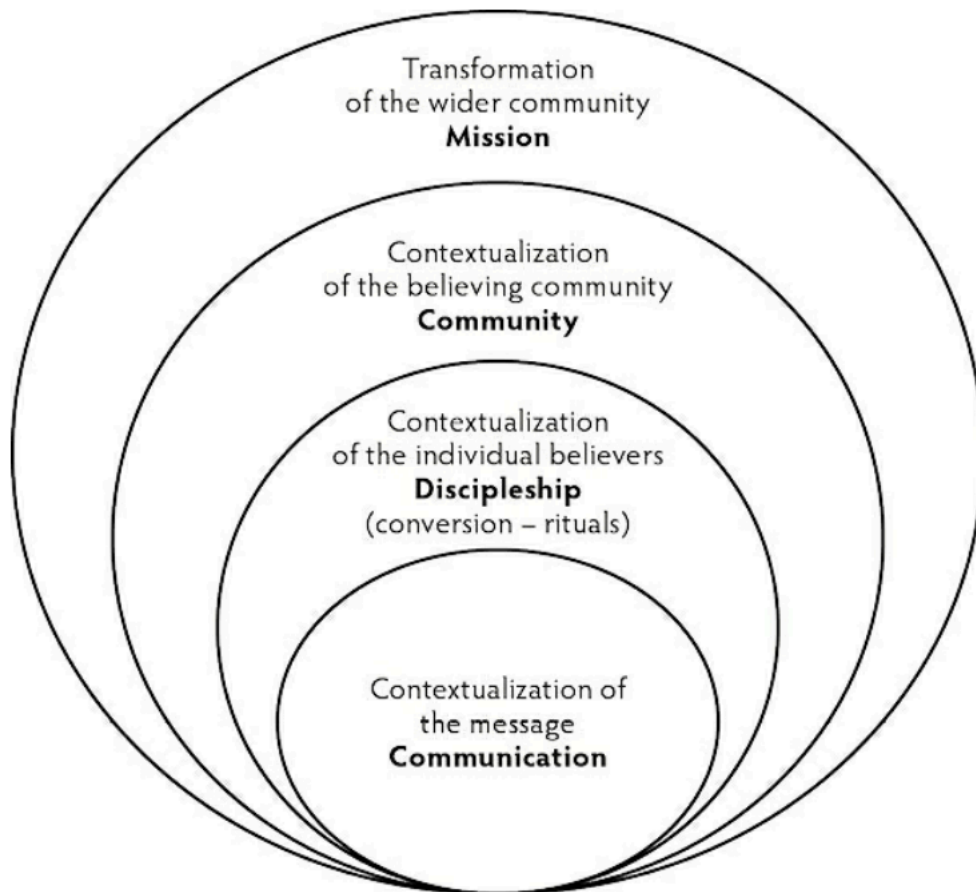 Transformation
of the wider community
Mission
Contextualization
of the believing community
Community
Contextualization
of the individual believers
Discipleship
(conversion – rituals)
Contextualization of
the message
Communication